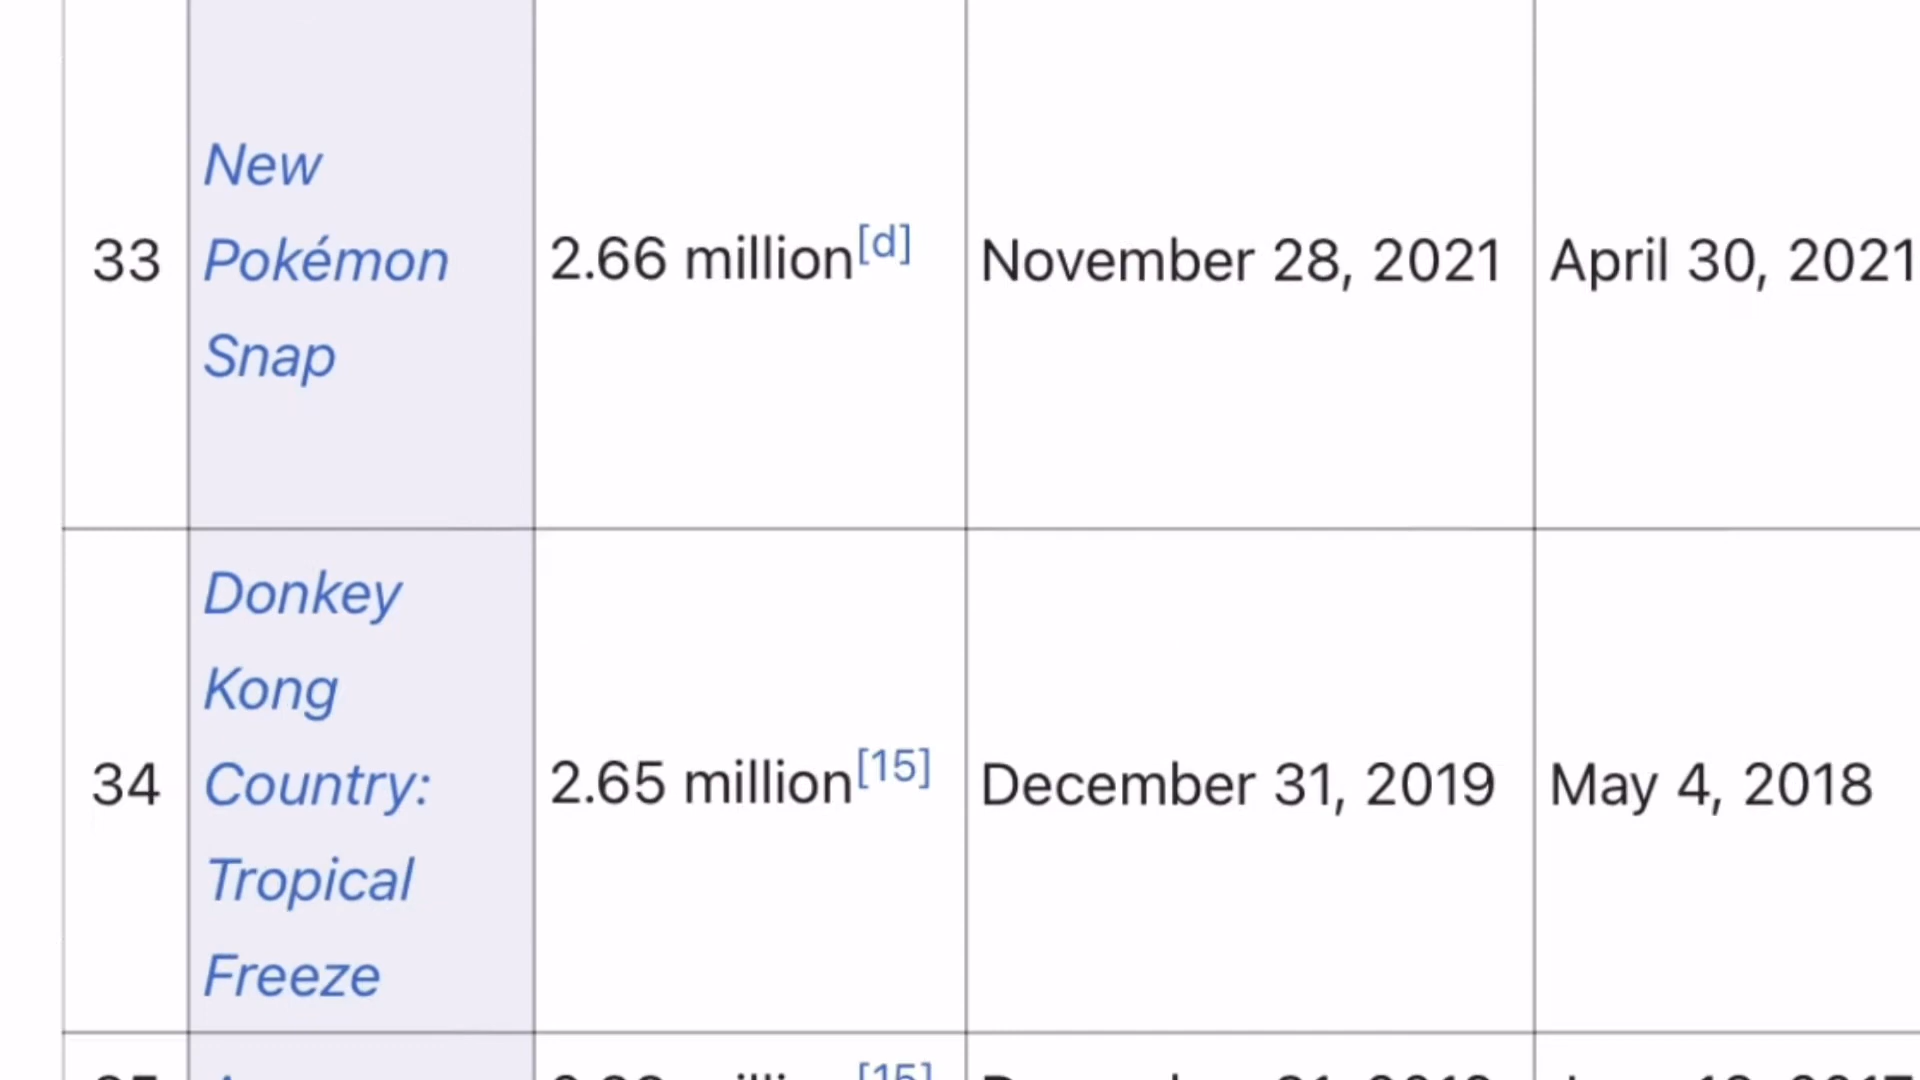 New
Pokémon
Snap
33
2.66 million[d]
November 28, 2021
April 30, 2021
Donkey
Kong
Country:
Tropical
Freeze
34
2.65 million[15]
December 31, 2019
May 4, 2018
[15]